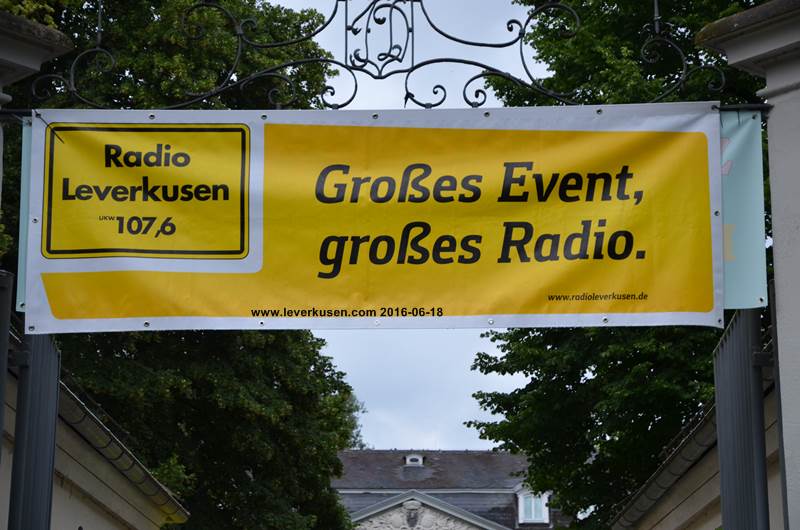 Radio
Leverkusen
UKW 107,6
Großes Event,
großes Radio.
www.radioleverkusen.de
www.leverkusen.com 2016-06-18